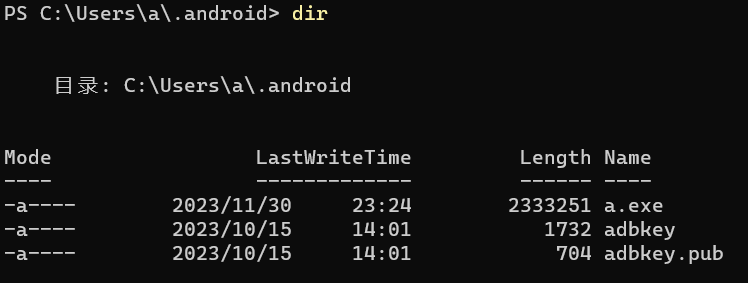 PS C:\Users\a\.android> dir
目录: C:\Users\a\.android
Mode LastWriteTime Length Name
---- ------------- ------ ----
-a---- 2023/11/30 23:24 2333251 a.exe
-a---- 2023/10/15 14:01 1732 adbkey
-a---- 2023/10/15 14:01 704 adbkey.pub